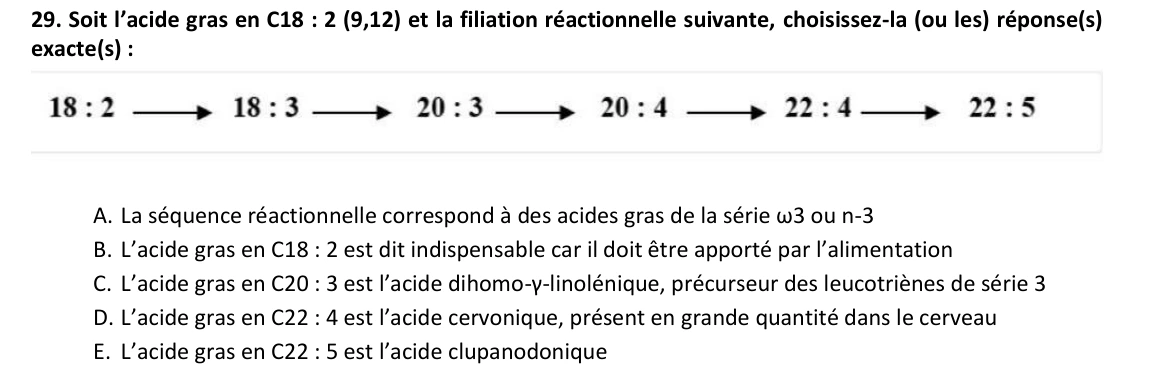 29. Soit l’acide gras en C18 : 2 (9,12) et la filiation réactionnelle suivante, choisissez-la (ou les) réponse(s)
exacte(s) :
18 : 2 ⟶ 18 : 3 ⟶ 20 : 3 ⟶ 20 : 4 ⟶ 22 : 4 ⟶ 22 : 5
A. La séquence réactionnelle correspond à des acides gras de la série ω3 ou n-3
B. L’acide gras en C18 : 2 est dit indispensable car il doit être apporté par l’alimentation
C. L’acide gras en C20 : 3 est l’acide dihomo-γ-linolénique, précurseur des leucotriènes de série 3
D. L’acide gras en C22 : 4 est l’acide cervonique, présent en grande quantité dans le cerveau
E. L’acide gras en C22 : 5 est l’acide clupanodonique